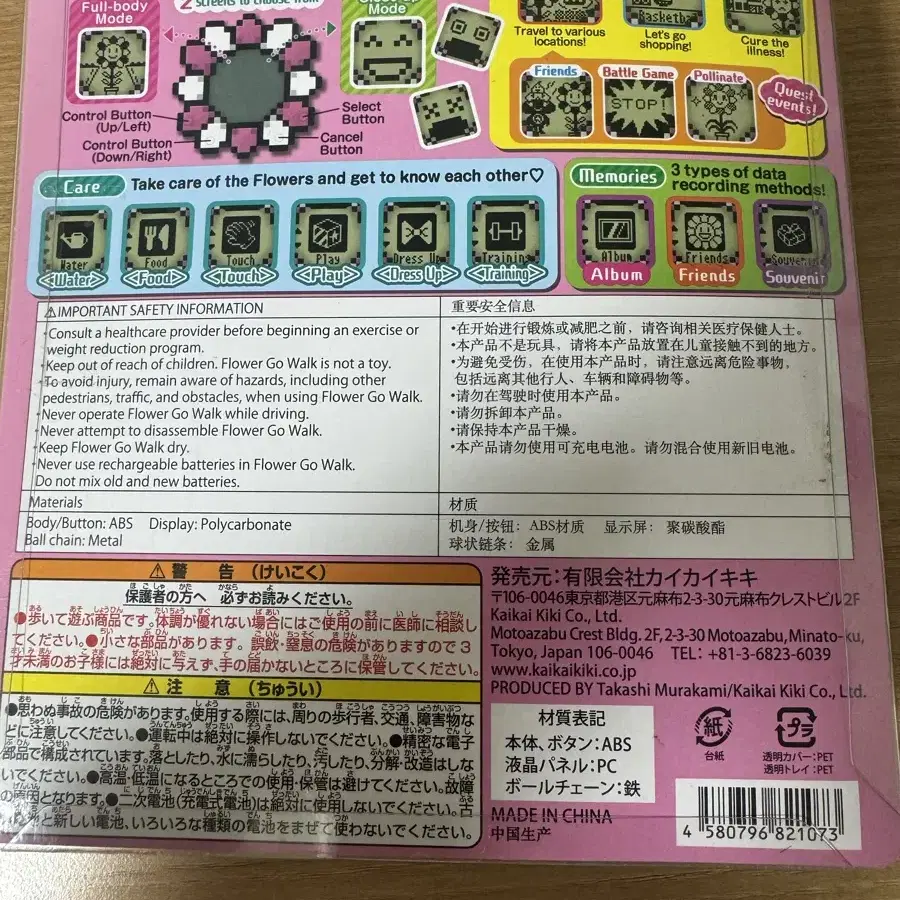 Full-body
Mode
2 screens to choose from
Close up
Mode
Control Button
(Up/Left)
Control Button
(Down/Right)
Select
Button
Cancel
Button
Travel to various
locations!
Basketb
Let's go
shopping!
Cure the
illness!
Friends
Battle Game
STOP!
Pollinate
Quest
events!
Care Take care of the Flowers and get to know each other♡
Water Food Touch Play Dress Up Training
<Water> <Food> <Touch> <Play> <Dress Up> <Training>
Memories 3 types of data
recording methods!
Album Friends Souvenir
Album Friends Souvenir
⚠IMPORTANT SAFETY INFORMATION
・Consult a healthcare provider before beginning an exercise or
weight reduction program.
・Keep out of reach of children. Flower Go Walk is not a toy.
・To avoid injury, remain aware of hazards, including other
pedestrians, traffic, and obstacles, when using Flower Go Walk.
・Never operate Flower Go Walk while driving.
・Never attempt to disassemble Flower Go Walk.
・Keep Flower Go Walk dry.
・Never use rechargeable batteries in Flower Go Walk.
Do not mix old and new batteries.
重要安全信息
•在开始进行锻炼或减肥之前，请咨询相关医疗保健人士。
•本产品不是玩具，请将本产品放置在儿童接触不到的地方。
•为避免受伤，在使用本产品时，请注意远离危险事物，
包括远离其他行人、车辆和障碍物等。
•请勿在驾驶时使用本产品。
•请勿拆卸本产品。
•请保持本产品干燥。
•本产品请勿使用可充电电池。请勿混合使用新旧电池。
Materials
Body/Button: ABS Display: Polycarbonate
Ball chain: Metal
材质
机身/按钮：ABS材质 显示屏：聚碳酸酯
球状链条：金属
⚠ 警 告 (けいこく)
保護者の方へ 必ずお読みください。
●歩いて遊ぶ商品です。体調が優れない場合にはご使用の前に医師に相談し
てください。●小さな部品があります。誤飲・窒息の危険がありますので3
才未満のお子様には絶対に与えず、手の届かないところに保管してください。
⚠ 注 意 (ちゅうい)
●思わぬ事故の危険があります。使用する際には、周りの歩行者、交通、障害物な
どに注意してください。●運転中は絶対に操作しないでください。●精密な電子
部品で構成されています。落としたり、水に濡らしたり、汚したり、分解・改造はしな
いでください。●高温・低温になるところでの使用・保管は避けてください。故障
の原因となります。●二次電池(充電式電池)は絶対に使用しないでください。古
い電池と新しい電池、いろいろな種類の電池をまぜて使わないでください。
発売元：有限会社カイカイキキ
〒106-0046東京都港区元麻布2-3-30元麻布クレストビル2F
Kaikai Kiki Co., Ltd.
Motoazabu Crest Bldg. 2F, 2-3-30 Motoazabu, Minato-ku,
Tokyo, Japan 106-0046 TEL: +81-3-6823-6039
www.kaikaikiki.co.jp
PRODUCED BY Takashi Murakami/Kaikai Kiki Co., Ltd.
材質表記
本体、ボタン：ABS
液晶パネル：PC
ボールチェーン：鉄
紙
台紙
プラ
透明カバー：PET
透明トレイ：PET
MADE IN CHINA
中国生产
4 580796 821073